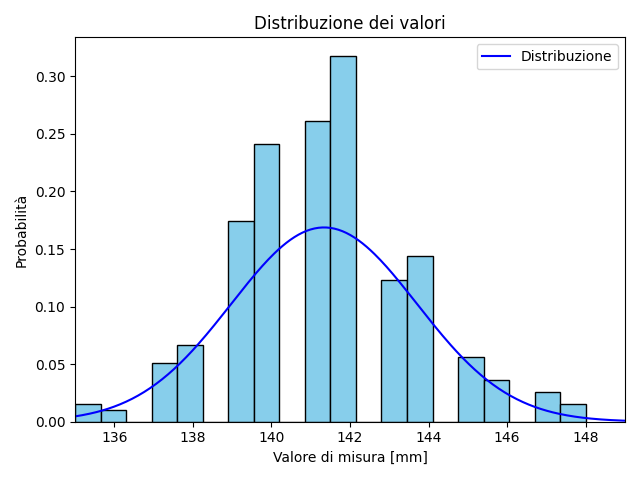 Distribuzione dei valori
Distribuzione
Probabilità
0.30
0.25
0.20
0.15
0.10
0.05
0.00
136 138 140 142 144 146 148
Valore di misura [mm]